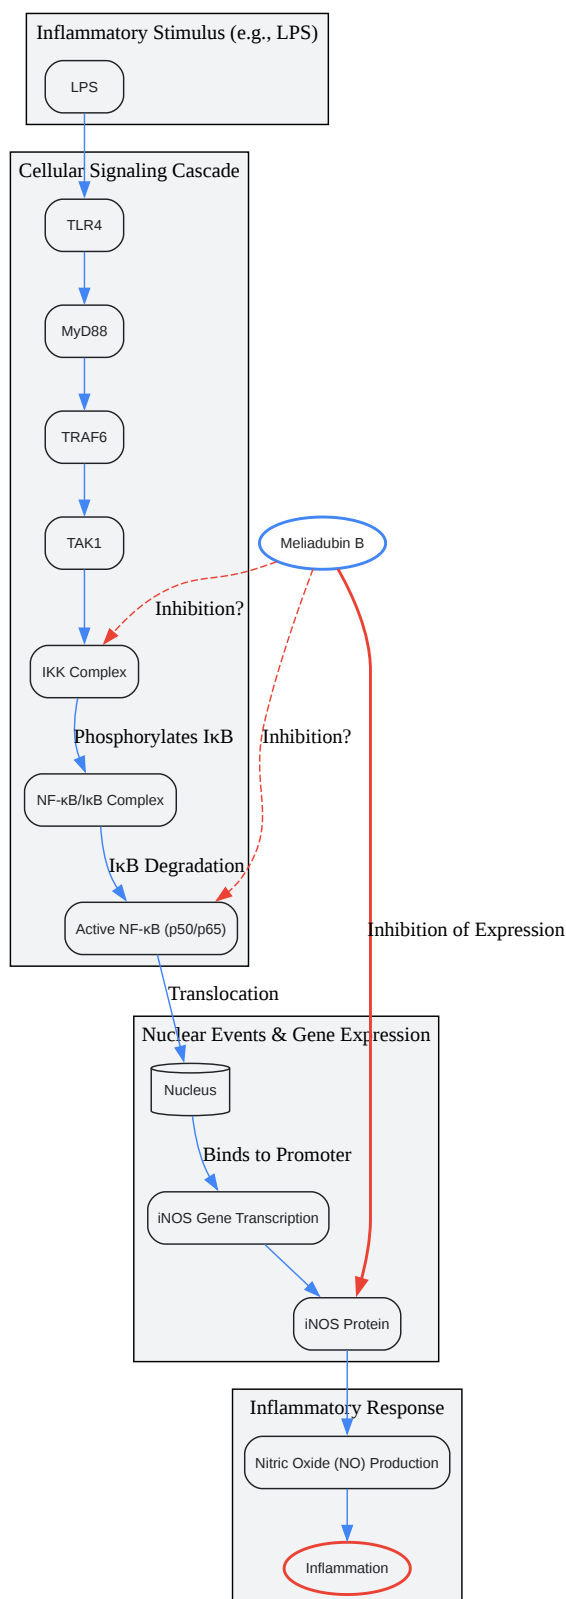 Inflammatory Stimulus (e.g., LPS)
LPS
Cellular Signaling Cascade
TLR4
MyD88
TRAF6
TAK1
Meliadubin B
Inhibition?
IKK Complex
Phosphorylates IκB
Inhibition?
NF-κB/IκB Complex
IκB Degradation
Active NF-κB (p50/p65)
Inhibition of Expression
Translocation
Nuclear Events & Gene Expression
Nucleus
Binds to Promoter
iNOS Gene Transcription
iNOS Protein
Inflammatory Response
Nitric Oxide (NO) Production
Inflammation